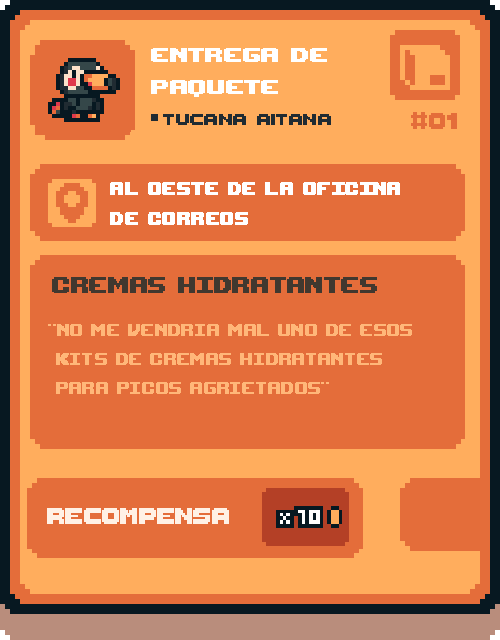 ENTREGA DE
PAQUETE
TUCANA AITANA
#01
AL OESTE DE LA OFICINA
DE CORREOS
CREMAS HIDRATANTES
"NO ME VENDRIA MAL UNO DE ESOS
KITS DE CREMAS HIDRATANTES
PARA PICOS AGRIETADOS"
RECOMPENSA
x10